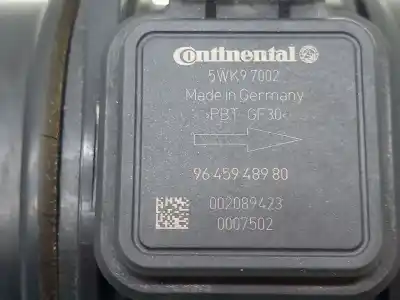 Continental
5WK9 7002
Made in Germany
>PBT-GF30<
96 459 489 80
002089423
0007502